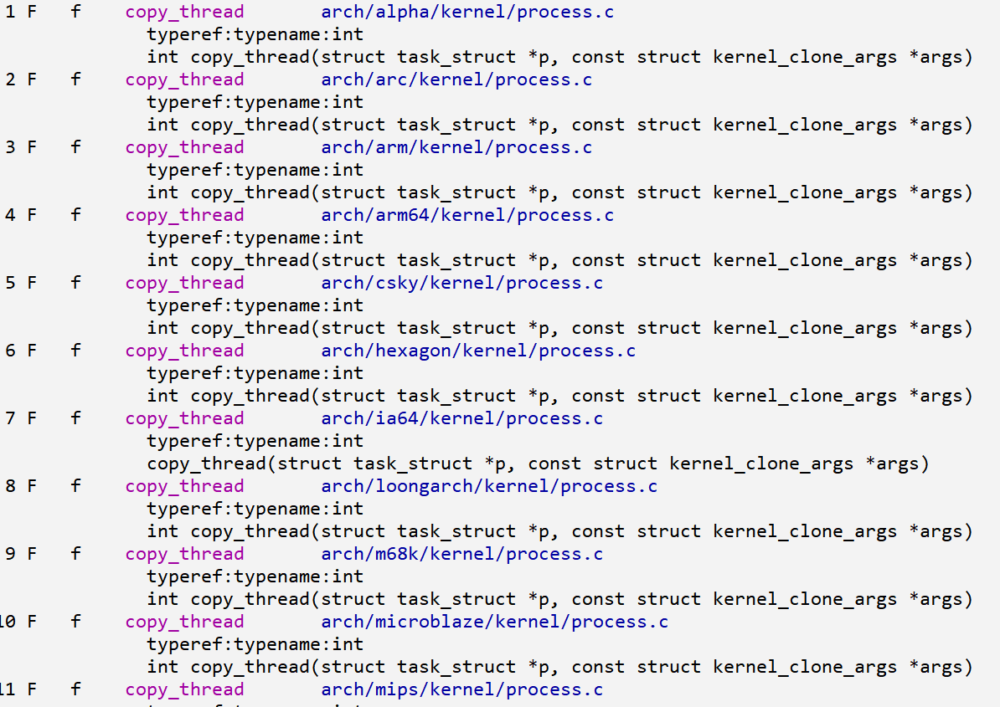 1 F f copy_thread arch/alpha/kernel/process.c
typeref:typename:int
int copy_thread(struct task_struct *p, const struct kernel_clone_args *args)
2 F f copy_thread arch/arc/kernel/process.c
typeref:typename:int
int copy_thread(struct task_struct *p, const struct kernel_clone_args *args)
3 F f copy_thread arch/arm/kernel/process.c
typeref:typename:int
int copy_thread(struct task_struct *p, const struct kernel_clone_args *args)
4 F f copy_thread arch/arm64/kernel/process.c
typeref:typename:int
int copy_thread(struct task_struct *p, const struct kernel_clone_args *args)
5 F f copy_thread arch/csky/kernel/process.c
typeref:typename:int
int copy_thread(struct task_struct *p, const struct kernel_clone_args *args)
6 F f copy_thread arch/hexagon/kernel/process.c
typeref:typename:int
int copy_thread(struct task_struct *p, const struct kernel_clone_args *args)
7 F f copy_thread arch/ia64/kernel/process.c
typeref:typename:int
copy_thread(struct task_struct *p, const struct kernel_clone_args *args)
8 F f copy_thread arch/loongarch/kernel/process.c
typeref:typename:int
int copy_thread(struct task_struct *p, const struct kernel_clone_args *args)
9 F f copy_thread arch/m68k/kernel/process.c
typeref:typename:int
int copy_thread(struct task_struct *p, const struct kernel_clone_args *args)
10 F f copy_thread arch/microblaze/kernel/process.c
typeref:typename:int
int copy_thread(struct task_struct *p, const struct kernel_clone_args *args)
11 F f copy_thread arch/mips/kernel/process.c